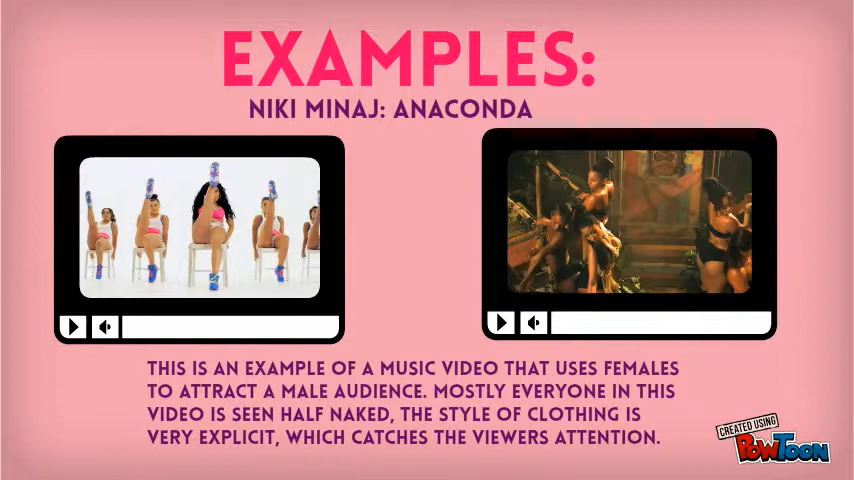 EXAMPLES:
NIKI MINAJ: ANACONDA
THIS IS AN EXAMPLE OF A MUSIC VIDEO THAT USES FEMALES
TO ATTRACT A MALE AUDIENCE. MOSTLY EVERYONE IN THIS
VIDEO IS SEEN HALF NAKED, THE STYLE OF CLOTHING IS
VERY EXPLICIT, WHICH CATCHES THE VIEWERS ATTENTION.
CREATED USING
POWTOON